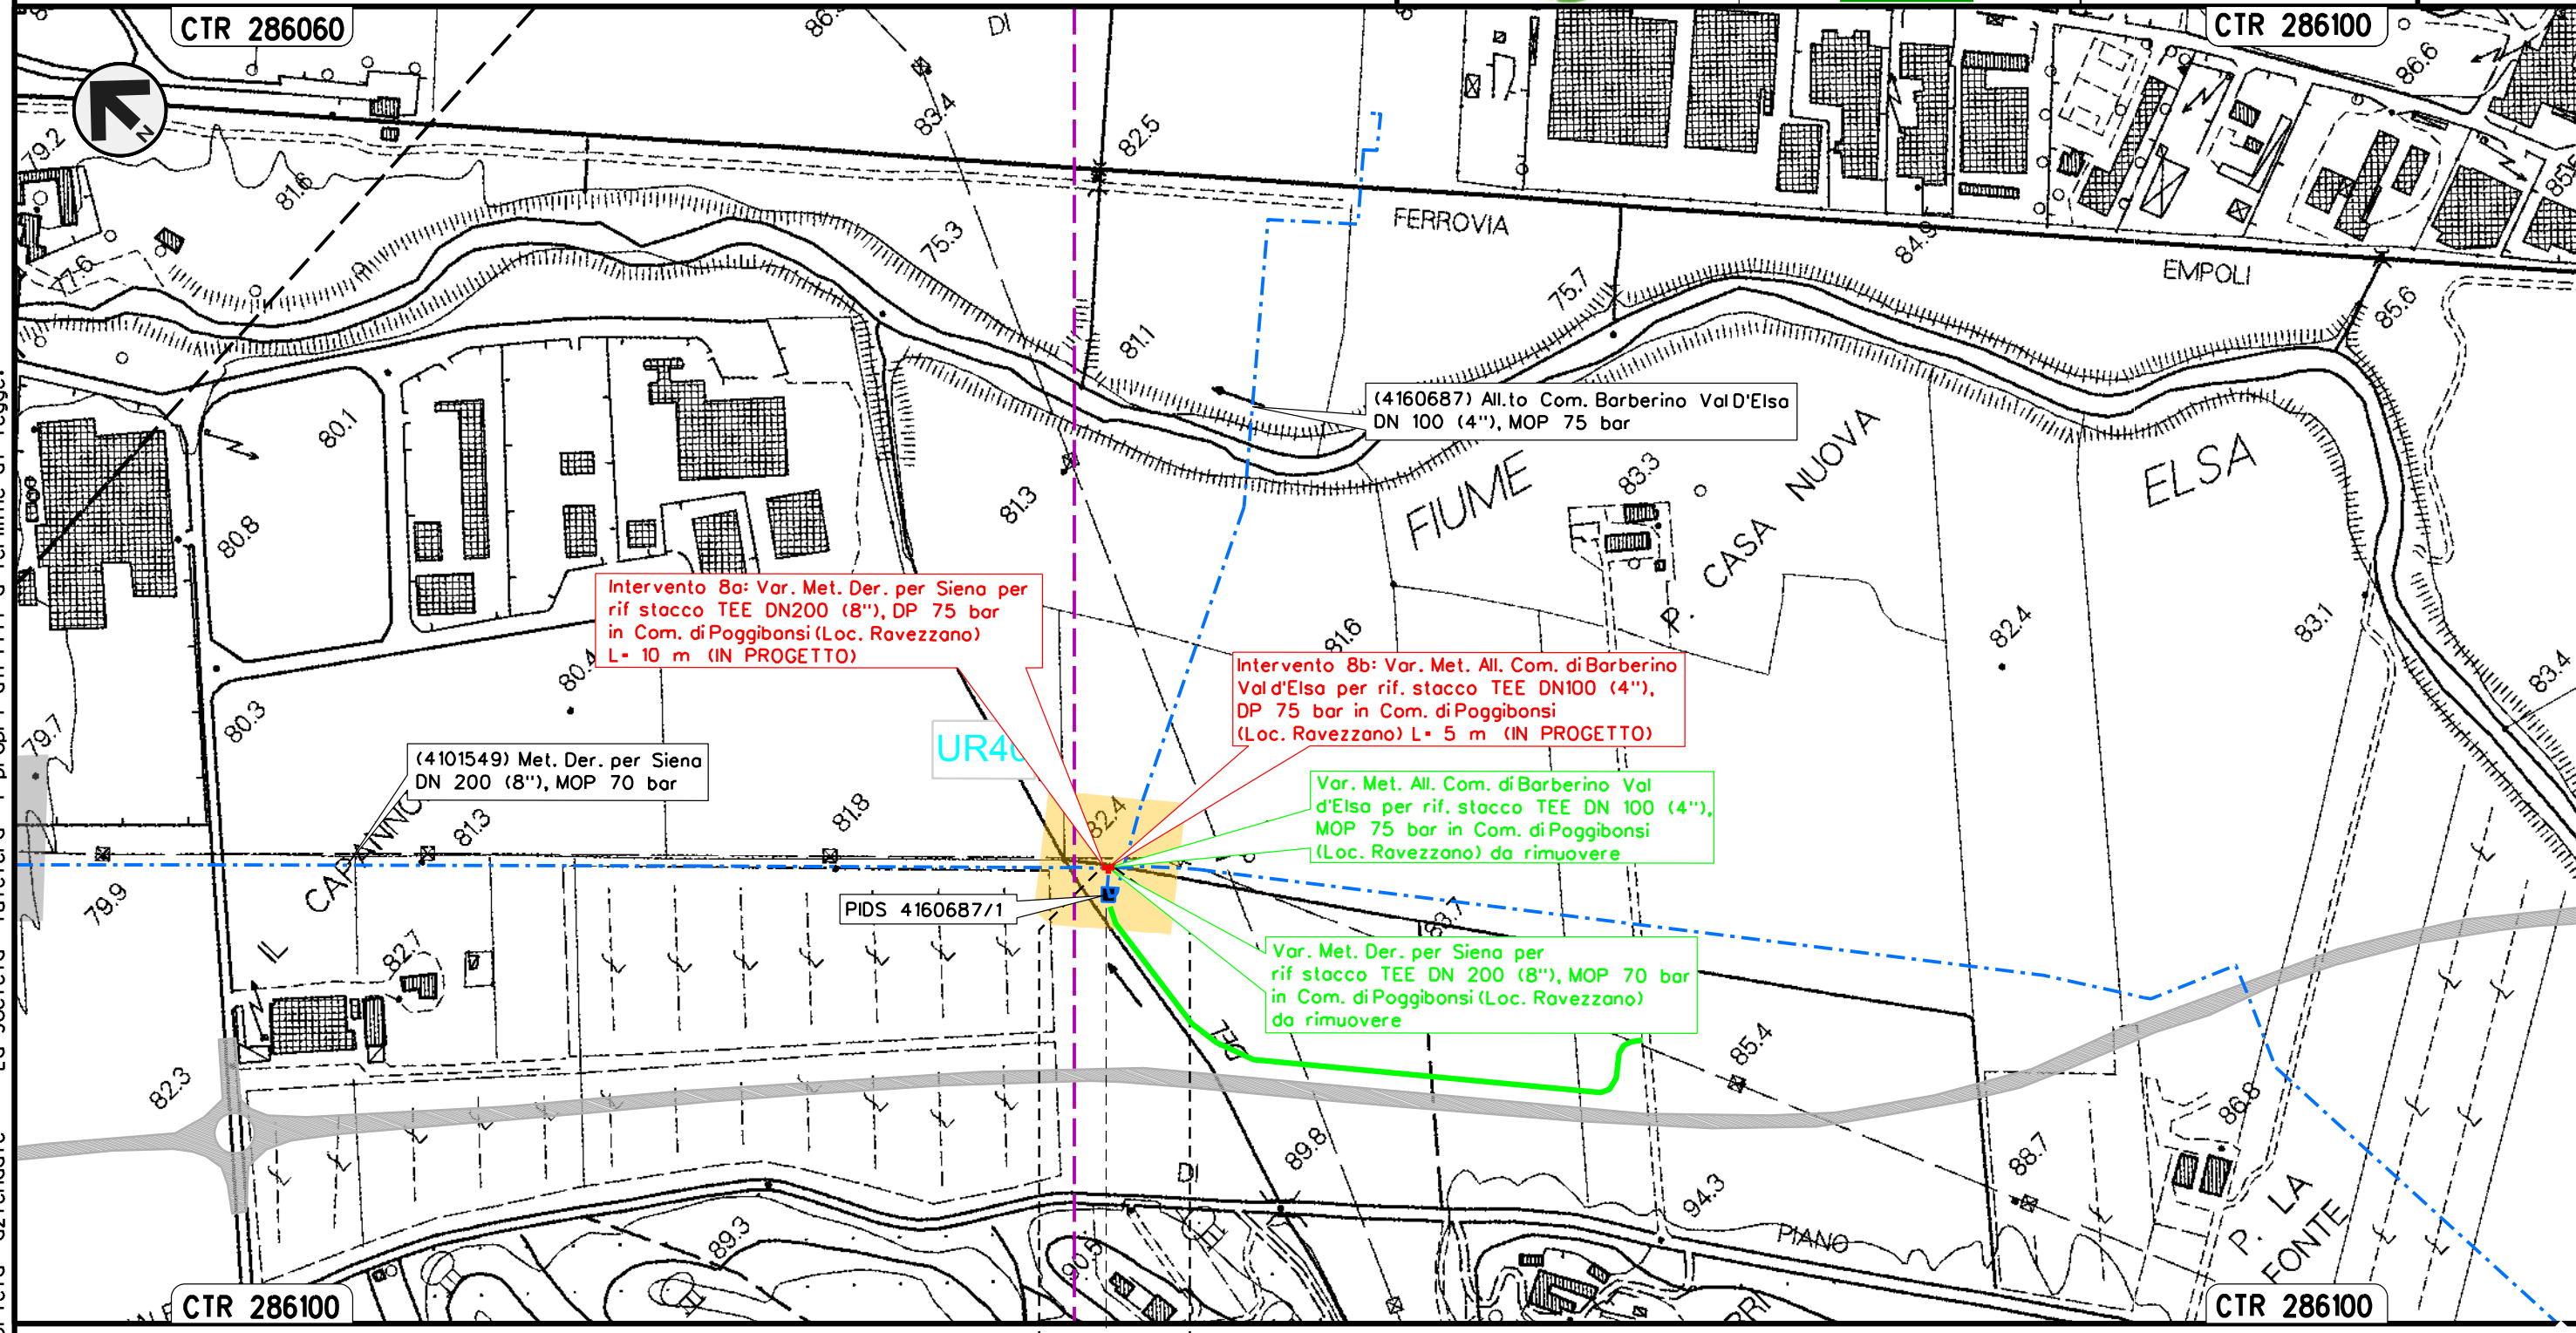 CTR 286060
CTR 286100
DI
83.4
82.5
86.6
79.2
81.6
75.3
FERROVIA
84.9
EMPOLI
77.6
75.7
85.6
81.1
80.1
(4160687) All.to Com. Barberino Val D'Elsa
DN 100 (4''), MOP 75 bar
FIUME
ELSA
83.3
P. CASA NUOVA
81.3
80.8
N
Intervento 8a: Var. Met. Der. per Siena per
rif stacco TEE DN200 (8''), DP 75 bar
in Com. di Poggibonsi (Loc. Ravezzano)
L= 10 m (IN PROGETTO)
81.6
82.4
83.1
83.4
80.4
80.3
79.7
Intervento 8b: Var. Met. All. Com. di Barberino
Val d'Elsa per rif. stacco TEE DN100 (4''),
DP 75 bar in Com. di Poggibonsi
(Loc. Ravezzano) L= 5 m (IN PROGETTO)
(4101549) Met. Der. per Siena
DN 200 (8''), MOP 70 bar
Var. Met. All. Com. di Barberino Val
d'Elsa per rif. stacco TEE DN 100 (4''),
MOP 75 bar in Com. di Poggibonsi
(Loc. Ravezzano) da rimuovere
81.3
81.8
82.4
79.9
IL CAPANNO
PIDS 4160687/1
83.7
82.7
Var. Met. Der. per Siena per
rif stacco TEE DN 200 (8''), MOP 70 bar
in Com. di Poggibonsi (Loc. Ravezzano)
da rimuovere
DEL
85.4
82.3
86.8
89.8
88.7
DI
94.3
PIANO
89.3
90.5
P. LA
FONTE
CTR 286100
CTR 286100